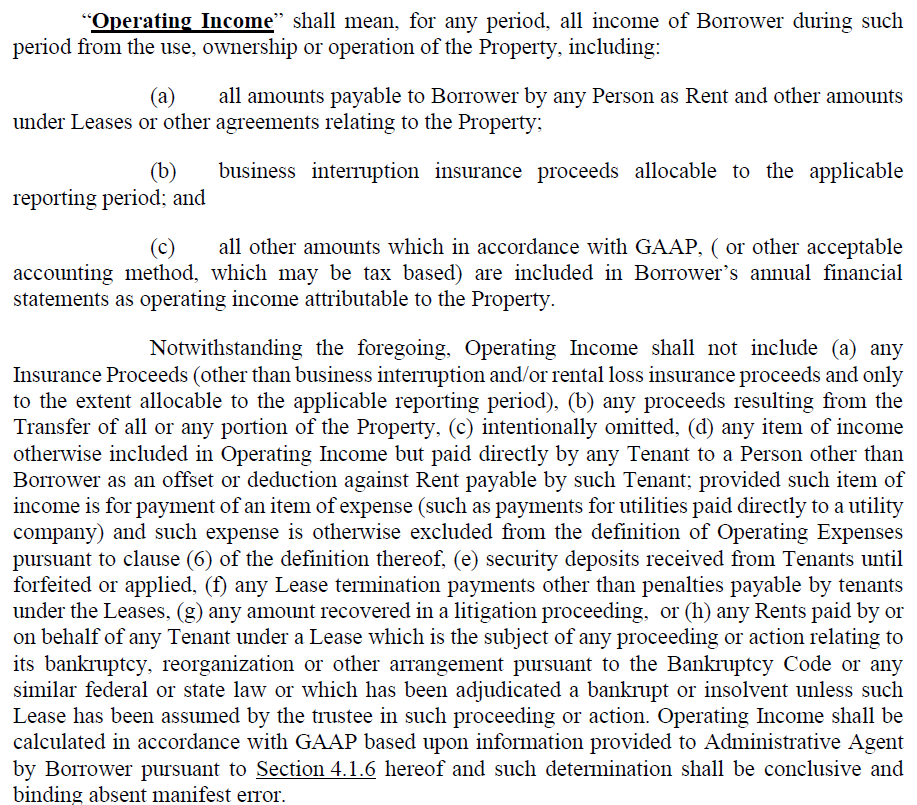 “Operating Income” shall mean, for any period, all income of Borrower during such
period from the use, ownership or operation of the Property, including:
(a) all amounts payable to Borrower by any Person as Rent and other amounts
under Leases or other agreements relating to the Property;
(b) business interruption insurance proceeds allocable to the applicable
reporting period; and
(c) all other amounts which in accordance with GAAP, ( or other acceptable
accounting method, which may be tax based) are included in Borrower’s annual financial
statements as operating income attributable to the Property.
Notwithstanding the foregoing, Operating Income shall not include (a) any
Insurance Proceeds (other than business interruption and/or rental loss insurance proceeds and only
to the extent allocable to the applicable reporting period), (b) any proceeds resulting from the
Transfer of all or any portion of the Property, (c) intentionally omitted, (d) any item of income
otherwise included in Operating Income but paid directly by any Tenant to a Person other than
Borrower as an offset or deduction against Rent payable by such Tenant; provided such item of
income is for payment of an item of expense (such as payments for utilities paid directly to a utility
company) and such expense is otherwise excluded from the definition of Operating Expenses
pursuant to clause (6) of the definition thereof, (e) security deposits received from Tenants until
forfeited or applied, (f) any Lease termination payments other than penalties payable by tenants
under the Leases, (g) any amount recovered in a litigation proceeding, or (h) any Rents paid by or
on behalf of any Tenant under a Lease which is the subject of any proceeding or action relating to
its bankruptcy, reorganization or other arrangement pursuant to the Bankruptcy Code or any
similar federal or state law or which has been adjudicated a bankrupt or insolvent unless such
Lease has been assumed by the trustee in such proceeding or action. Operating Income shall be
calculated in accordance with GAAP based upon information provided to Administrative Agent
by Borrower pursuant to Section 4.1.6 hereof and such determination shall be conclusive and
binding absent manifest error.